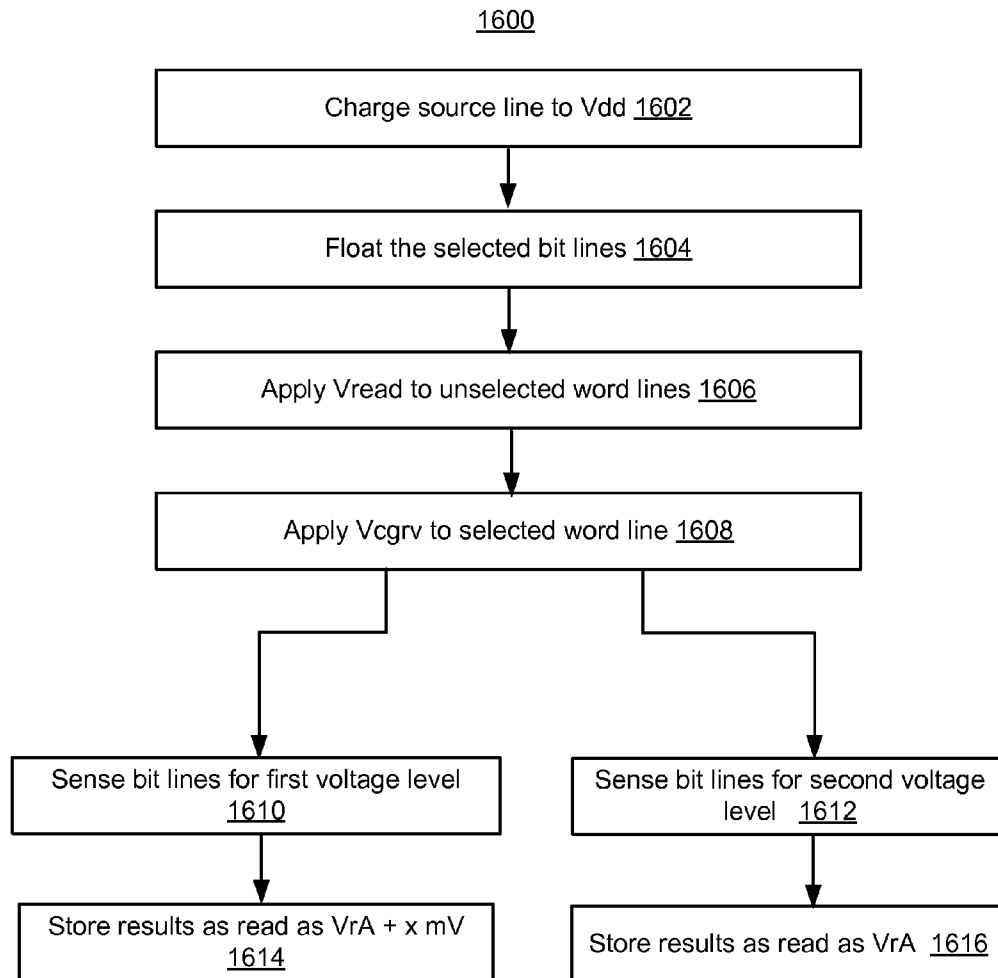 1600
Charge source line to Vdd 1602
Float the selected bit lines 1604
Apply Vread to unselected word lines 1606
Apply Vcgrv to selected word line 1608
Sense bit lines for first voltage level
1610
Sense bit lines for second voltage
level 1612
Store results as read as VrA + x mV
1614
Store results as read as VrA 1616